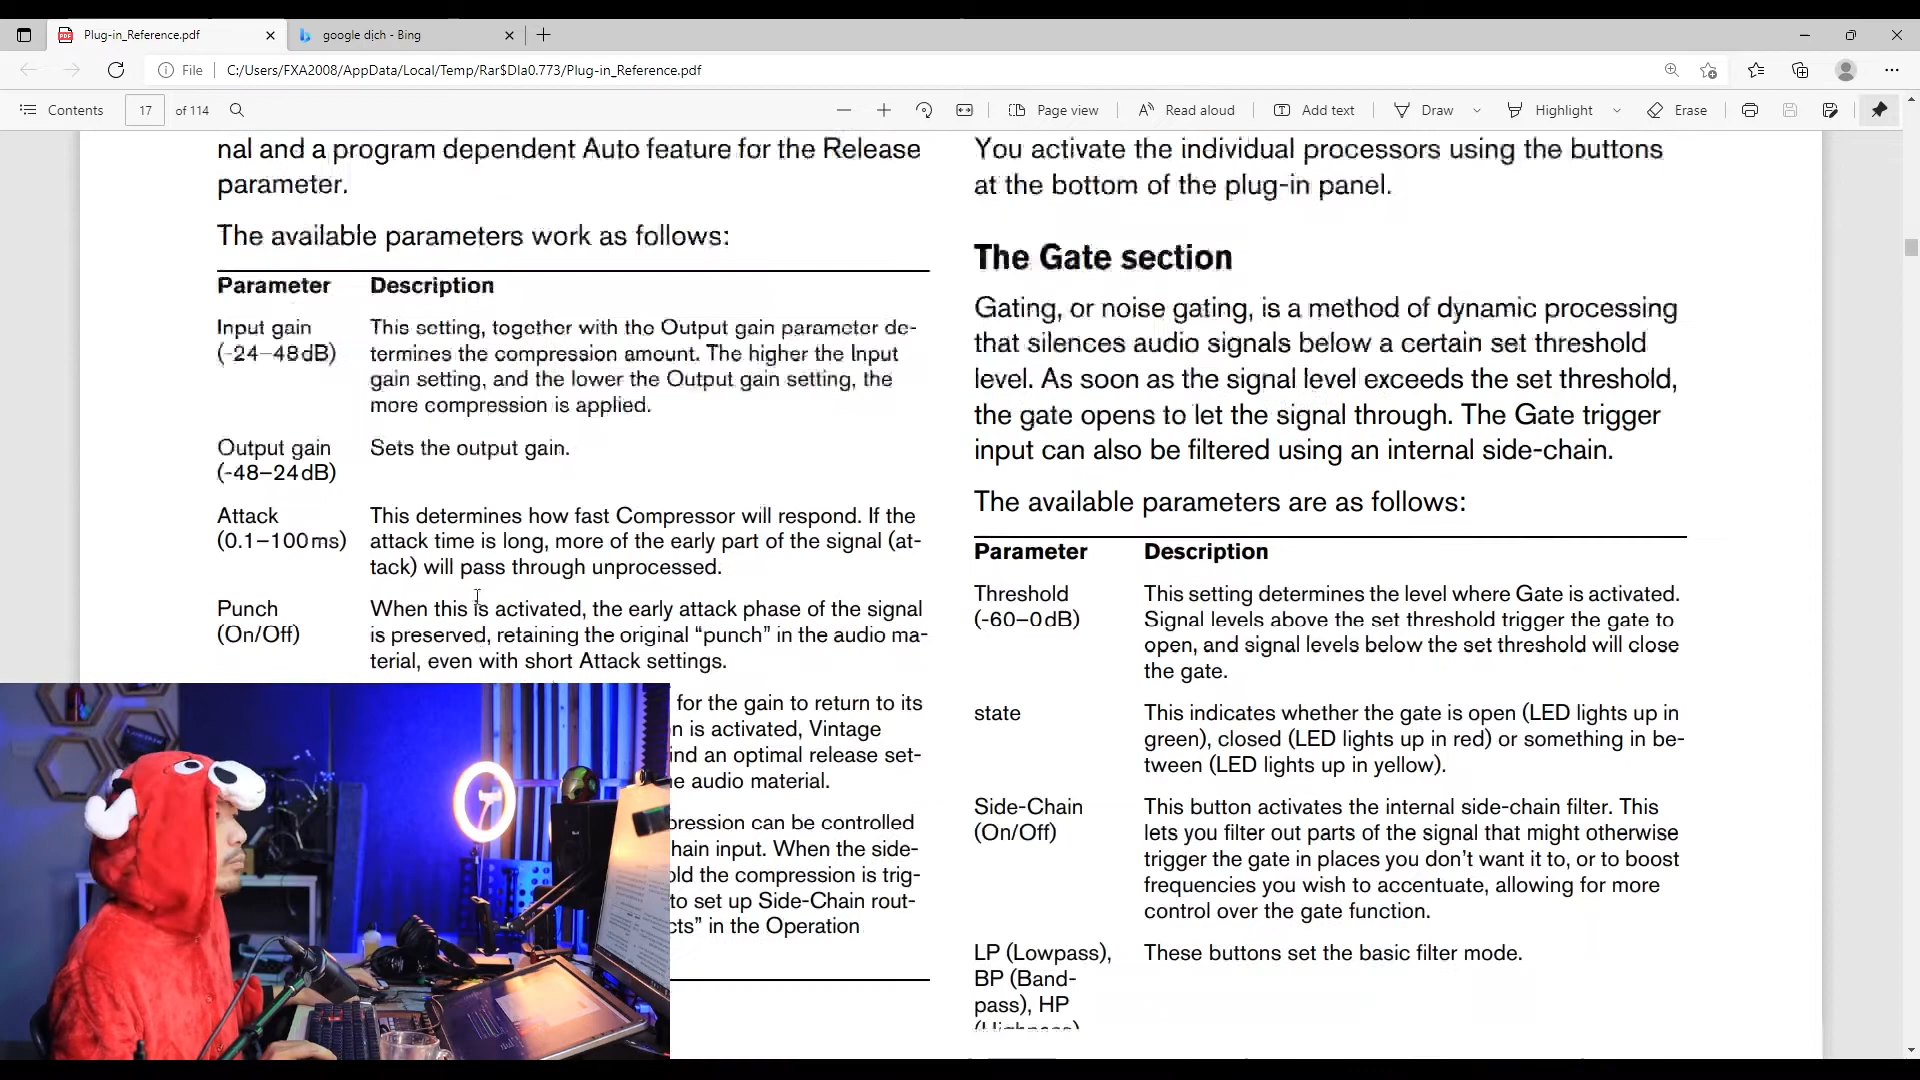 Plug-in_Reference.pdf
google dịch - Bing
File
C:/Users/FXA2008/AppData/Local/Temp/Rar$DIa0.773/Plug-in_Reference.pdf
Contents
17
of 114
Page view
Read aloud
Add text
Draw
Highlight
Erase
nal and a program dependent Auto feature for the Release
parameter.
The available parameters work as follows:
Parameter Description
Input gain
(-24–48dB)
This setting, together with the Output gain parameter de-
termines the compression amount. The higher the Input
gain setting, and the lower the Output gain setting, the
more compression is applied.
Output gain
(-48–24dB)
Sets the output gain.
Attack
(0.1–100ms)
This determines how fast Compressor will respond. If the
attack time is long, more of the early part of the signal (at-
tack) will pass through unprocessed.
Punch
(On/Off)
When this is activated, the early attack phase of the signal
is preserved, retaining the original “punch” in the audio ma-
terial, even with short Attack settings.
for the gain to return to its
n is activated, Vintage
ind an optimal release set-
e audio material.
pression can be controlled
hain input. When the side-
old the compression is trig-
to set up Side-Chain rout-
cts” in the Operation
You activate the individual processors using the buttons
at the bottom of the plug-in panel.
The Gate section
Gating, or noise gating, is a method of dynamic processing
that silences audio signals below a certain set threshold
level. As soon as the signal level exceeds the set threshold,
the gate opens to let the signal through. The Gate trigger
input can also be filtered using an internal side-chain.
The available parameters are as follows:
Parameter Description
Threshold
(-60–0dB)
This setting determines the level where Gate is activated.
Signal levels above the set threshold trigger the gate to
open, and signal levels below the set threshold will close
the gate.
state
This indicates whether the gate is open (LED lights up in
green), closed (LED lights up in red) or something in be-
tween (LED lights up in yellow).
Side-Chain
(On/Off)
This button activates the internal side-chain filter. This
lets you filter out parts of the signal that might otherwise
trigger the gate in places you don’t want it to, or to boost
frequencies you wish to accentuate, allowing for more
control over the gate function.
LP (Lowpass),
BP (Band-
pass), HP
(Highpass)
These buttons set the basic filter mode.